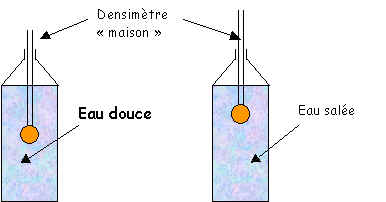 Densimètre
« maison »
Eau douce
Eau salée